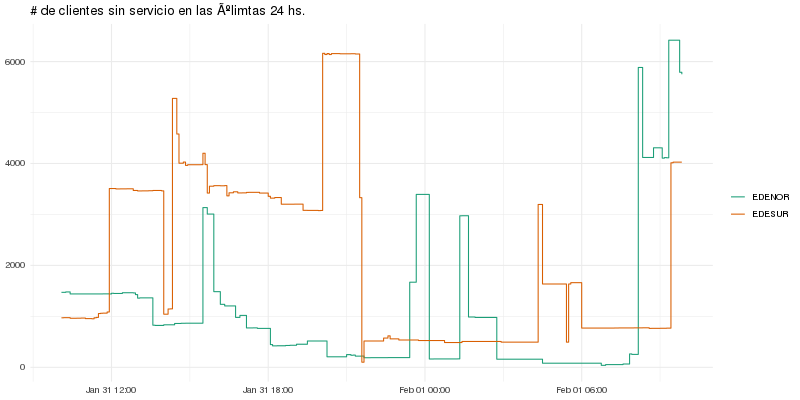 # de clientes sin servicio en las Ãºlimtas 24 hs.
6000
4000
2000
0
Jan 31 12:00
Jan 31 18:00
Feb 01 00:00
Feb 01 06:00
EDENOR
EDESUR